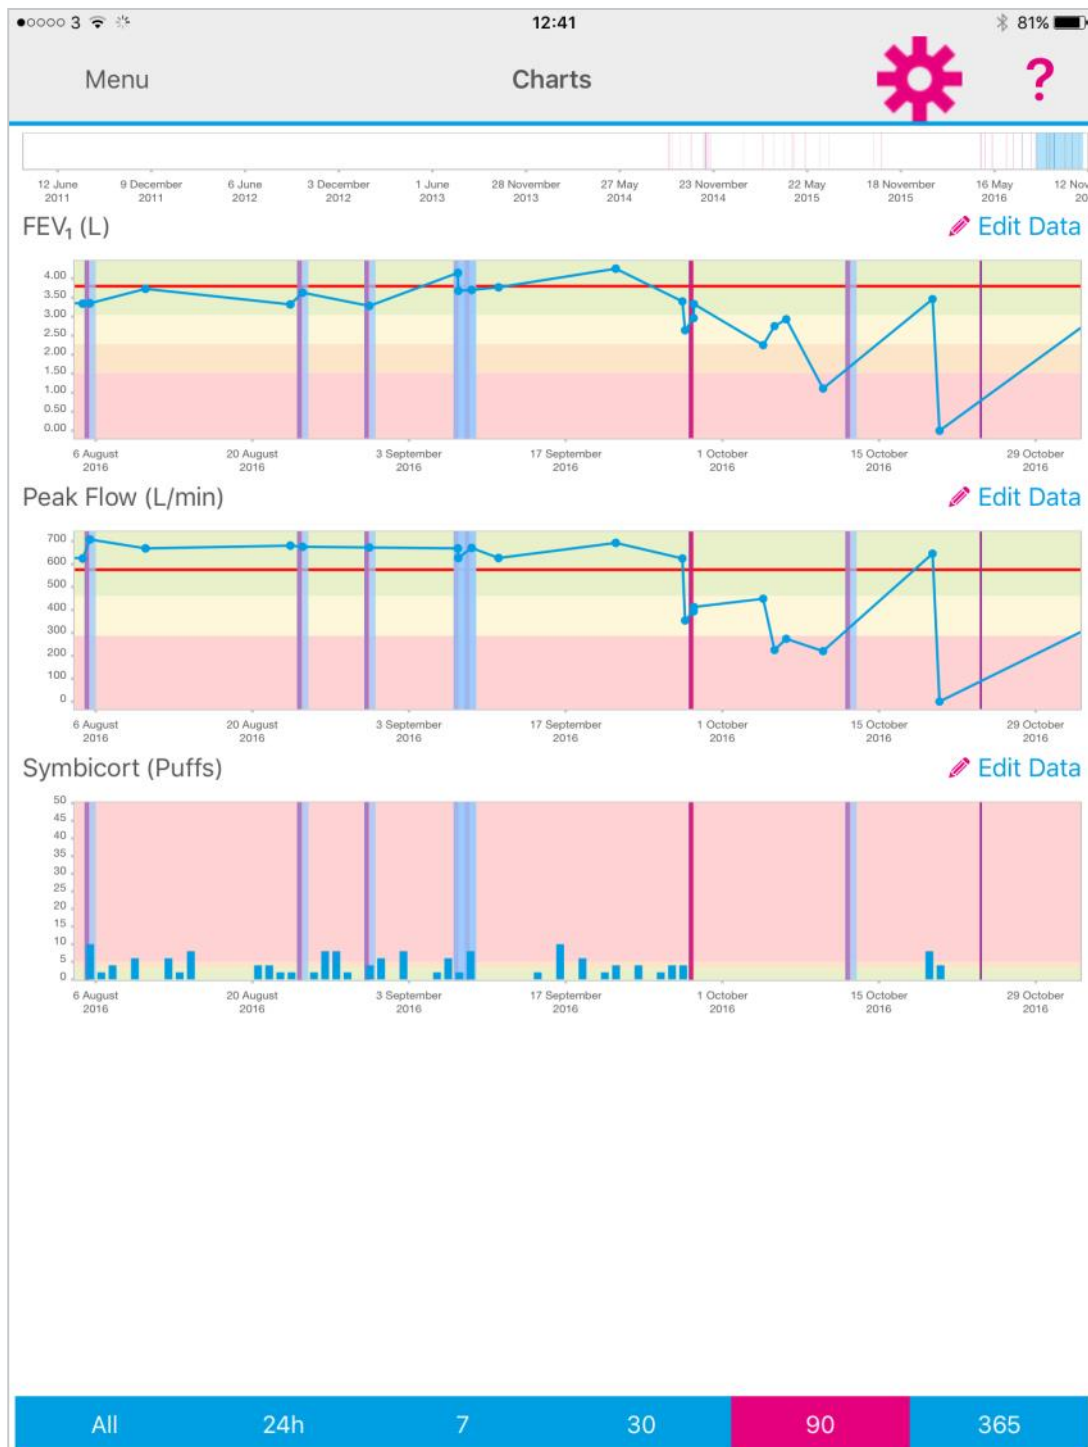 3 12:41 81%
Menu Charts ?
12 June 9 December 6 June 3 December 1 June 28 November 27 May 23 November 22 May 18 November 16 May 12 Nov
2011 2011 2012 2012 2013 2013 2014 2014 2015 2015 2016 20
FEV₁ (L) Edit Data
4.00
3.50
3.00
2.50
2.00
1.50
1.00
0.50
0.00
6 August 20 August 3 September 17 September 1 October 15 October 29 October
2016 2016 2016 2016 2016 2016 2016
Peak Flow (L/min) Edit Data
700
600
500
400
300
200
100
0
6 August 20 August 3 September 17 September 1 October 15 October 29 October
2016 2016 2016 2016 2016 2016 2016
Symbicort (Puffs) Edit Data
50
45
40
35
30
25
20
15
10
5
0
6 August 20 August 3 September 17 September 1 October 15 October 29 October
2016 2016 2016 2016 2016 2016 2016
All 24h 7 30 90 365